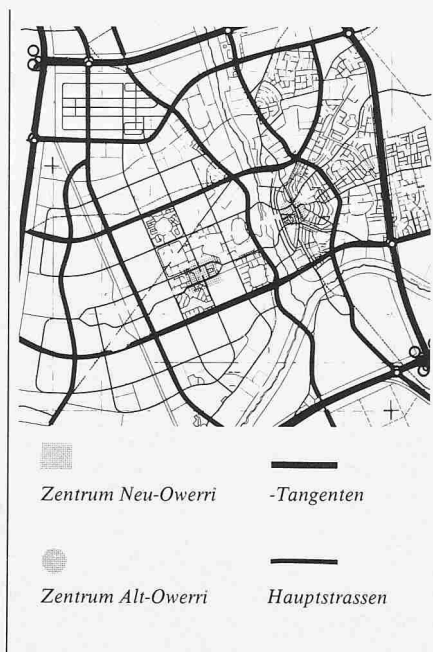 Zentrum Neu-Owerri
-Tangenten
Zentrum Alt-Owerri
Hauptstrassen